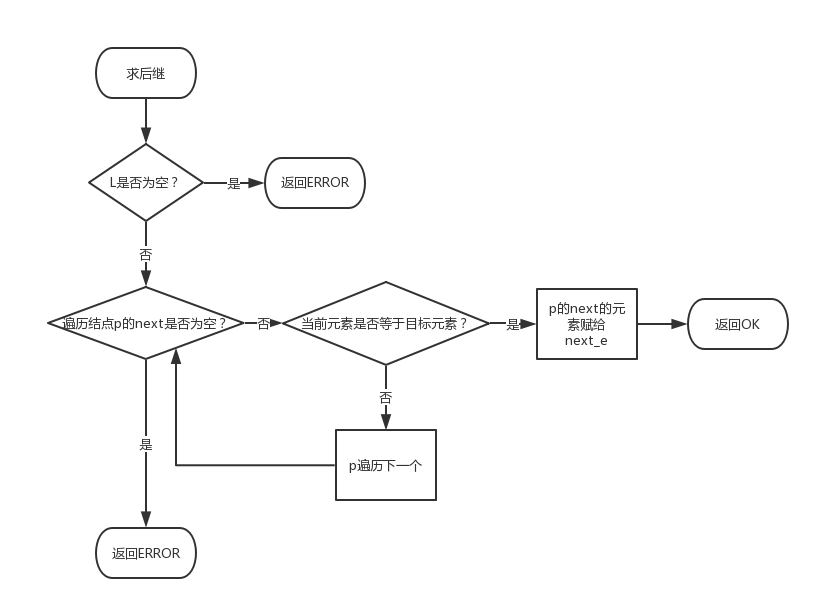 求后继
L是否为空？
是
返回ERROR
否
遍历结点p的next是否为空？
否
当前元素是否等于目标元素？
是
p的next的元
素赋给
next_e
返回OK
否
p遍历下一个
是
返回ERROR